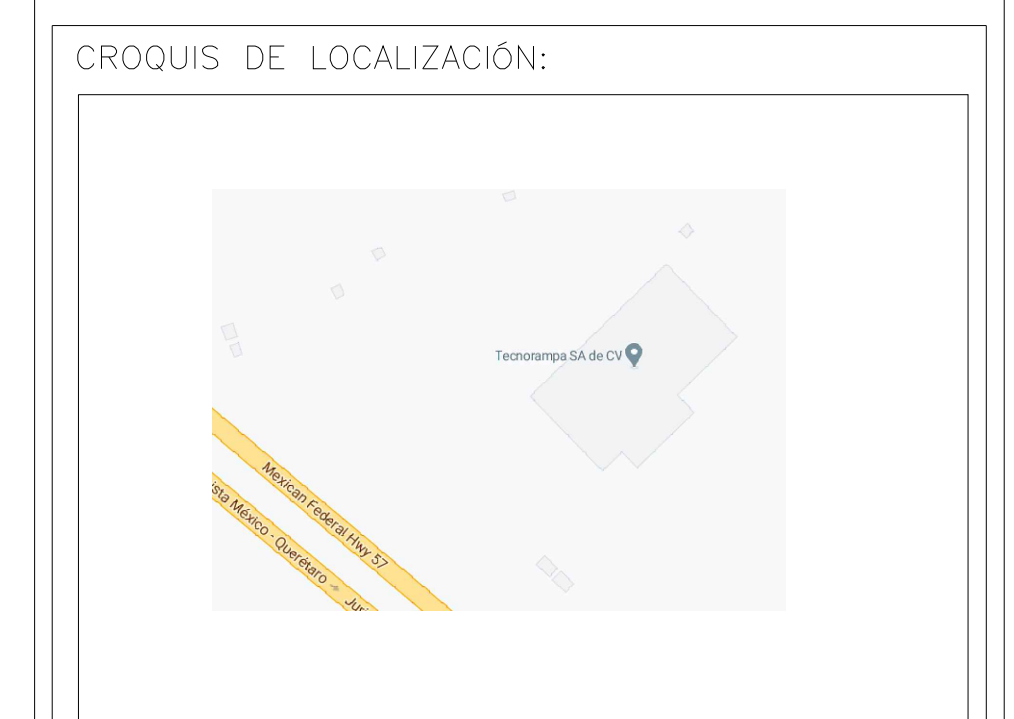 CROQUIS DE LOCALIZACIÓN:
Tecnorampa SA de CV
Mexican Federal Hwy 57
ista México - Querétaro